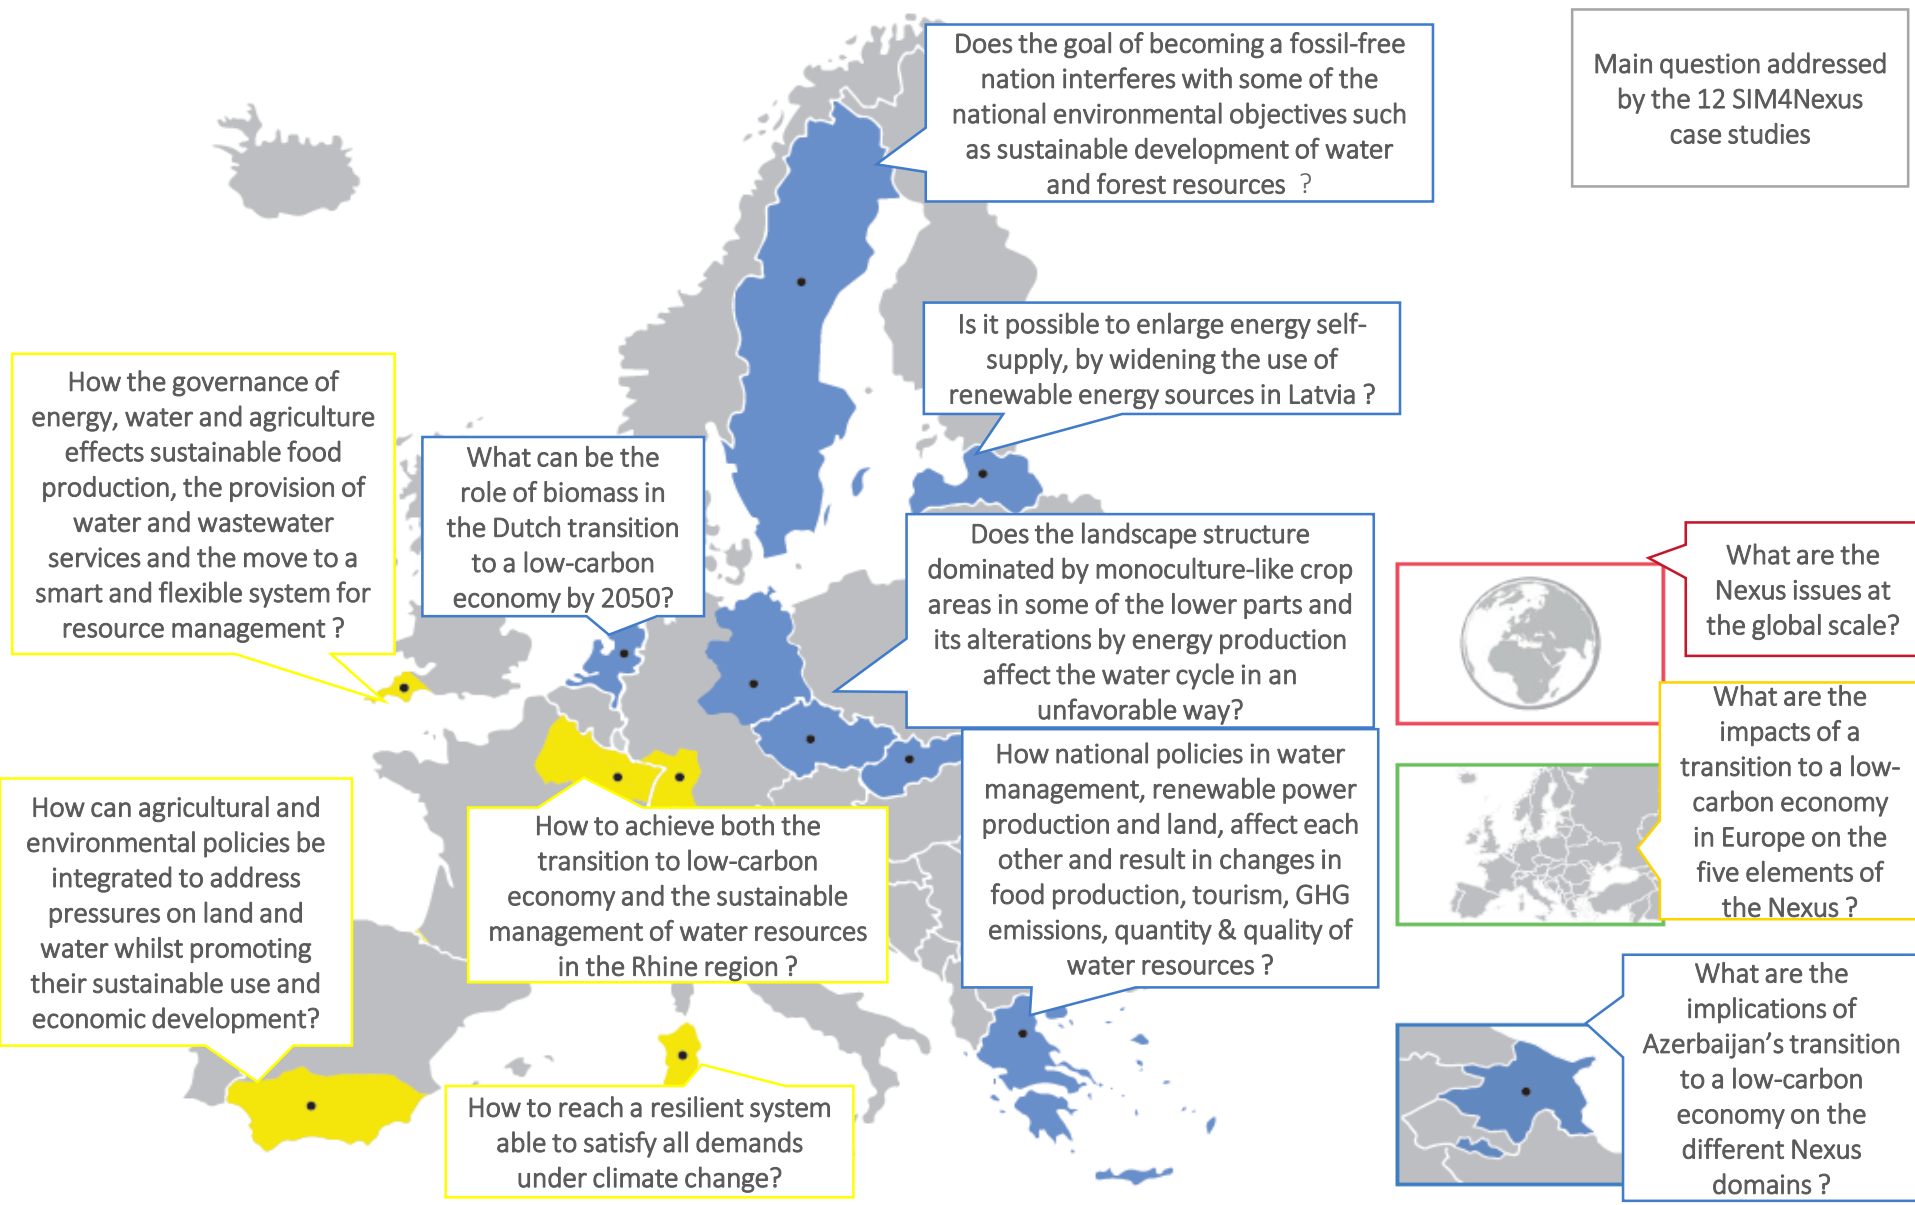 Does the goal of becoming a fossil-free
nation interferes with some of the
national environmental objectives such
as sustainable development of water
and forest resources ?
Main question addressed
by the 12 SIM4Nexus
case studies
Is it possible to enlarge energy self-
supply, by widening the use of
renewable energy sources in Latvia ?
How the governance of
energy, water and agriculture
effects sustainable food
production, the provision of
water and wastewater
services and the move to a
smart and flexible system for
resource management ?
What can be the
role of biomass in
the Dutch transition
to a low-carbon
economy by 2050?
Does the landscape structure
dominated by monoculture-like crop
areas in some of the lower parts and
its alterations by energy production
affect the water cycle in an
unfavorable way?
What are the
Nexus issues at
the global scale?
What are the
impacts of a
transition to a low-
carbon economy
in Europe on the
five elements of
the Nexus ?
How national policies in water
management, renewable power
production and land, affect each
other and result in changes in
food production, tourism, GHG
emissions, quantity & quality of
water resources ?
How can agricultural and
environmental policies be
integrated to address
pressures on land and
water whilst promoting
their sustainable use and
economic development?
How to achieve both the
transition to low-carbon
economy and the sustainable
management of water resources
in the Rhine region ?
What are the
implications of
Azerbaijan’s transition
to a low-carbon
economy on the
different Nexus
domains ?
How to reach a resilient system
able to satisfy all demands
under climate change?